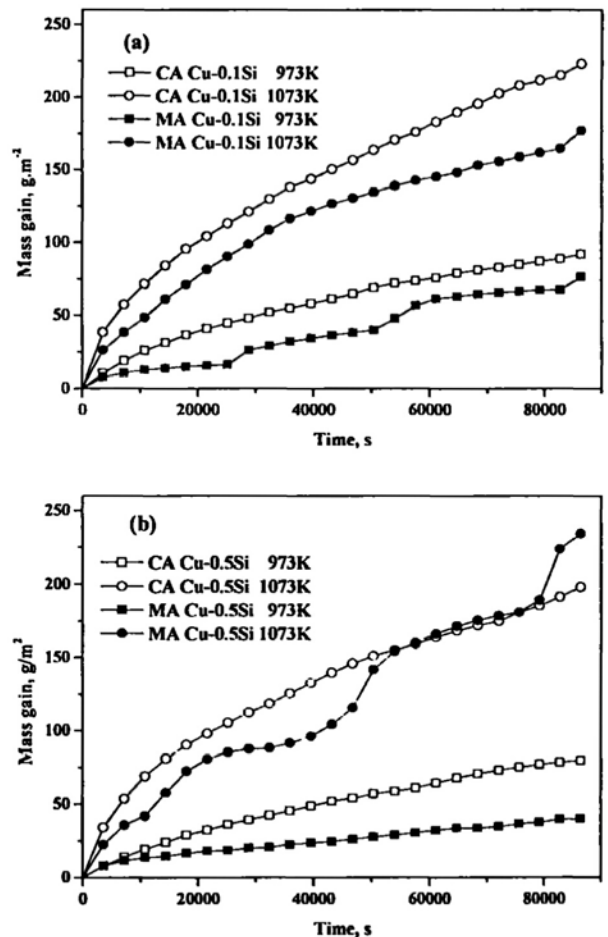 (a)
CA Cu-0.1Si 973K
CA Cu-0.1Si 1073K
MA Cu-0.1Si 973K
MA Cu-0.1Si 1073K
250
200
150
100
50
0
Mass gain, g.m-2
0 20000 40000 60000 80000
Time, s
(b)
CA Cu-0.5Si 973K
CA Cu-0.5Si 1073K
MA Cu-0.5Si 973K
MA Cu-0.5Si 1073K
250
200
150
100
50
0
Mass gain, g/m²
0 20000 40000 60000 80000
Time, s